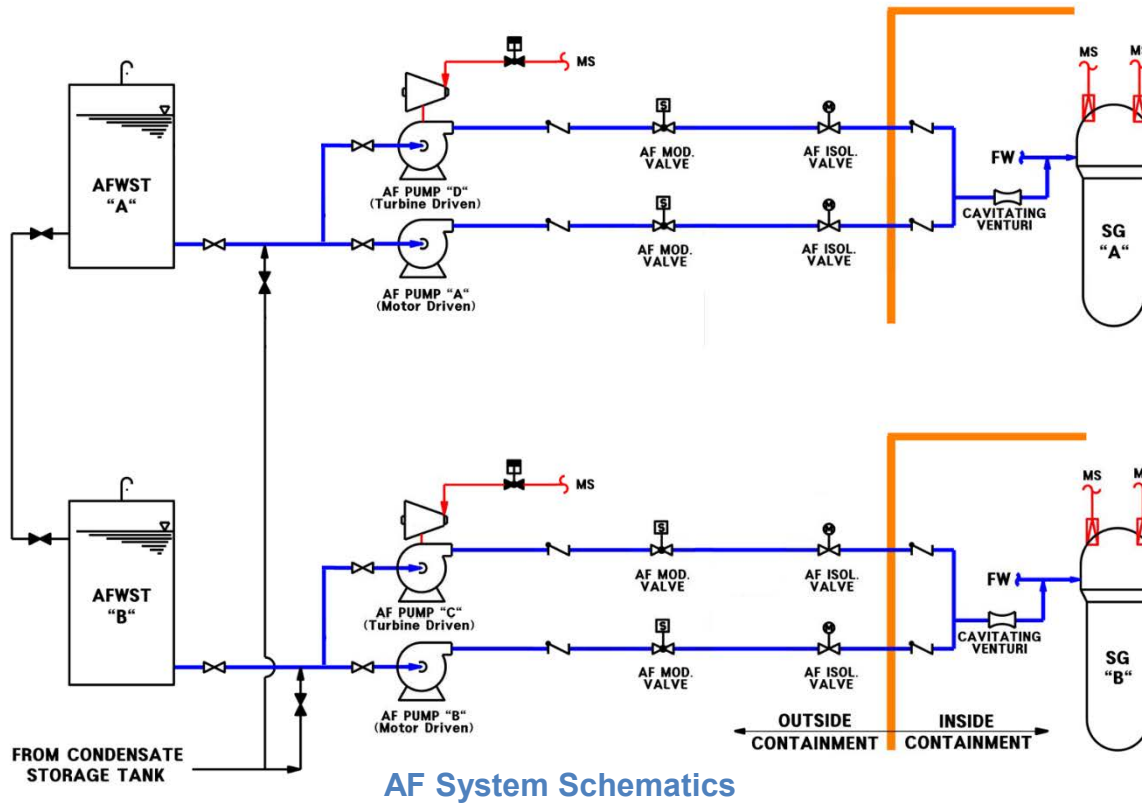 MS
AFWST
"A"
AF PUMP "D"
(Turbine Driven)
S
AF MOD.
VALVE
M
AF ISOL.
VALVE
AF PUMP "A"
(Motor Driven)
S
AF MOD.
VALVE
M
AF ISOL.
VALVE
FW
CAVITATING
VENTURI
MS
MS
SG
"A"
MS
AFWST
"B"
AF PUMP "C"
(Turbine Driven)
S
AF MOD.
VALVE
M
AF ISOL.
VALVE
AF PUMP "B"
(Motor Driven)
S
AF MOD.
VALVE
M
AF ISOL.
VALVE
FW
CAVITATING
VENTURI
MS
MS
SG
"B"
OUTSIDE
CONTAINMENT
INSIDE
CONTAINMENT
FROM CONDENSATE
STORAGE TANK
AF System Schematics